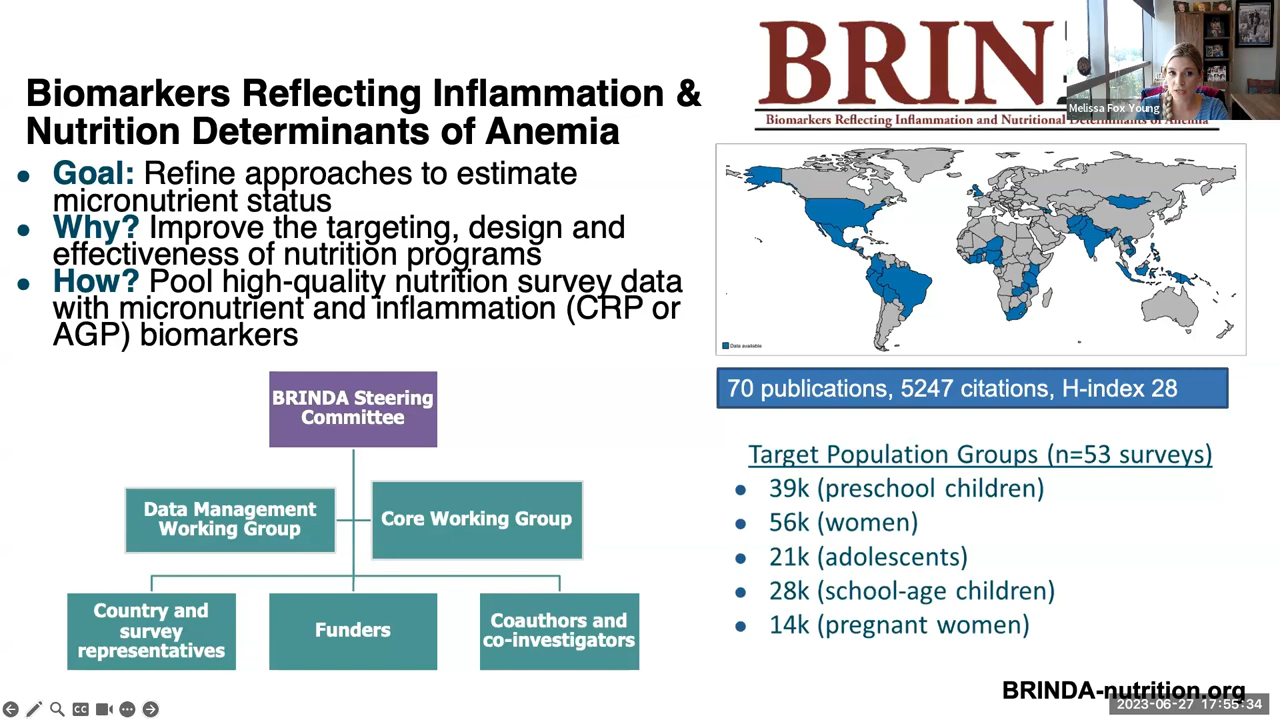 Biomarkers Reflecting Inflammation &
Nutrition Determinants of Anemia
• Goal: Refine approaches to estimate
micronutrient status
• Why? Improve the targeting, design and
effectiveness of nutrition programs
• How? Pool high-quality nutrition survey data
with micronutrient and inflammation (CRP or
AGP) biomarkers
BRINDA Steering
Committee
Data Management
Working Group
Core Working Group
Country and
survey
representatives
Funders
Coauthors and
co-investigators
BRIN
Biomarkers Reflecting Inflammation and Nutritional Determinants of Anemia
Melissa Fox Young
Data available
70 publications, 5247 citations, H-index 28
Target Population Groups (n=53 surveys)
• 39k (preschool children)
• 56k (women)
• 21k (adolescents)
• 28k (school-age children)
• 14k (pregnant women)
BRINDA-nutrition.org
2023-06-27 17:55:34
CC